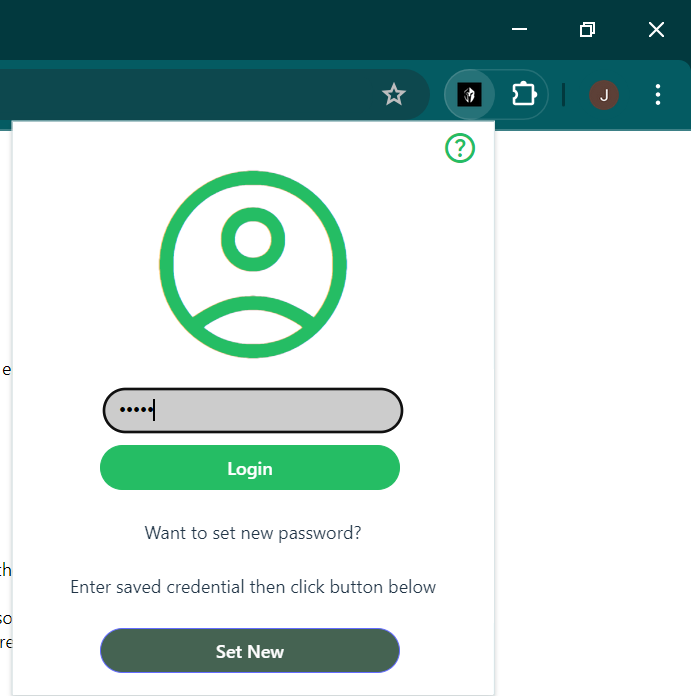 J
?
e
•••••
Login
Want to set new password?
th
Enter saved credential then click button below
so
re
Set New